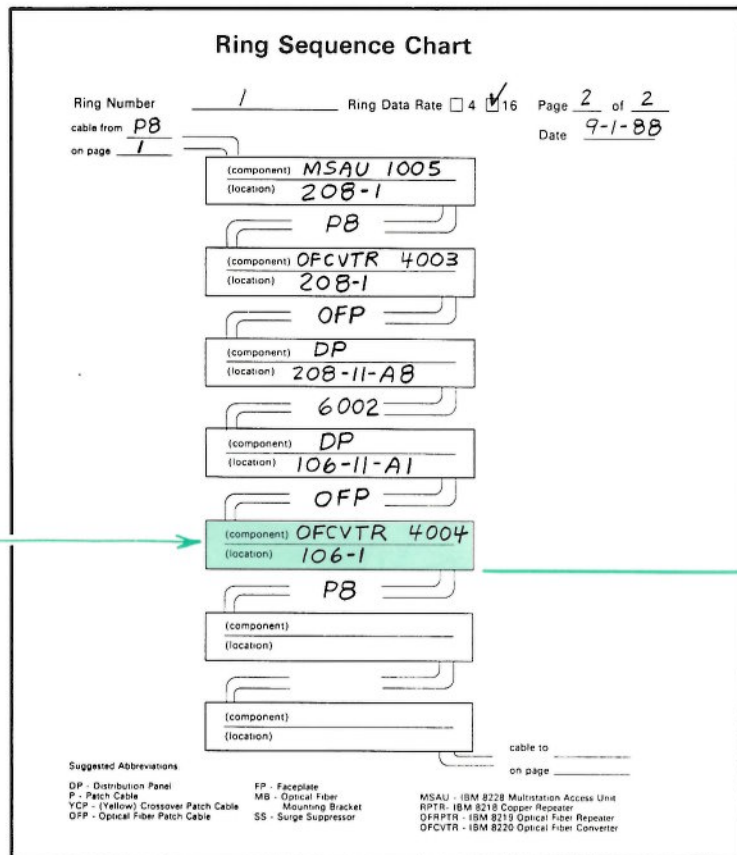 Ring Sequence Chart
Ring Number 1 Ring Data Rate 4 ✓ 16 Page 2 of 2
cable from P8
Date 9-1-88
on page 1
(component) MSAU 1005
(location) 208-1
P8
(component) OFCVTR 4003
(location) 208-1
OFP
(component) DP
(location) 208-11-A8
6002
(component) DP
(location) 106-11-A1
OFP
(component) OFCVTR 4004
(location) 106-1
P8
(component)
(location)
(component)
(location)
cable to
on page
Suggested Abbreviations
DP - Distribution Panel
P - Patch Cable
YCP - (Yellow) Crossover Patch Cable
OFP - Optical Fiber Patch Cable
FP - Faceplate
MB - Optical Fiber
Mounting Bracket
SS - Surge Suppressor
MSAU - IBM 8228 Multistation Access Unit
RPTR - IBM 8218 Copper Repeater
OFRPTR - IBM 8219 Optical Fiber Repeater
OFCVTR - IBM 8220 Optical Fiber Converter